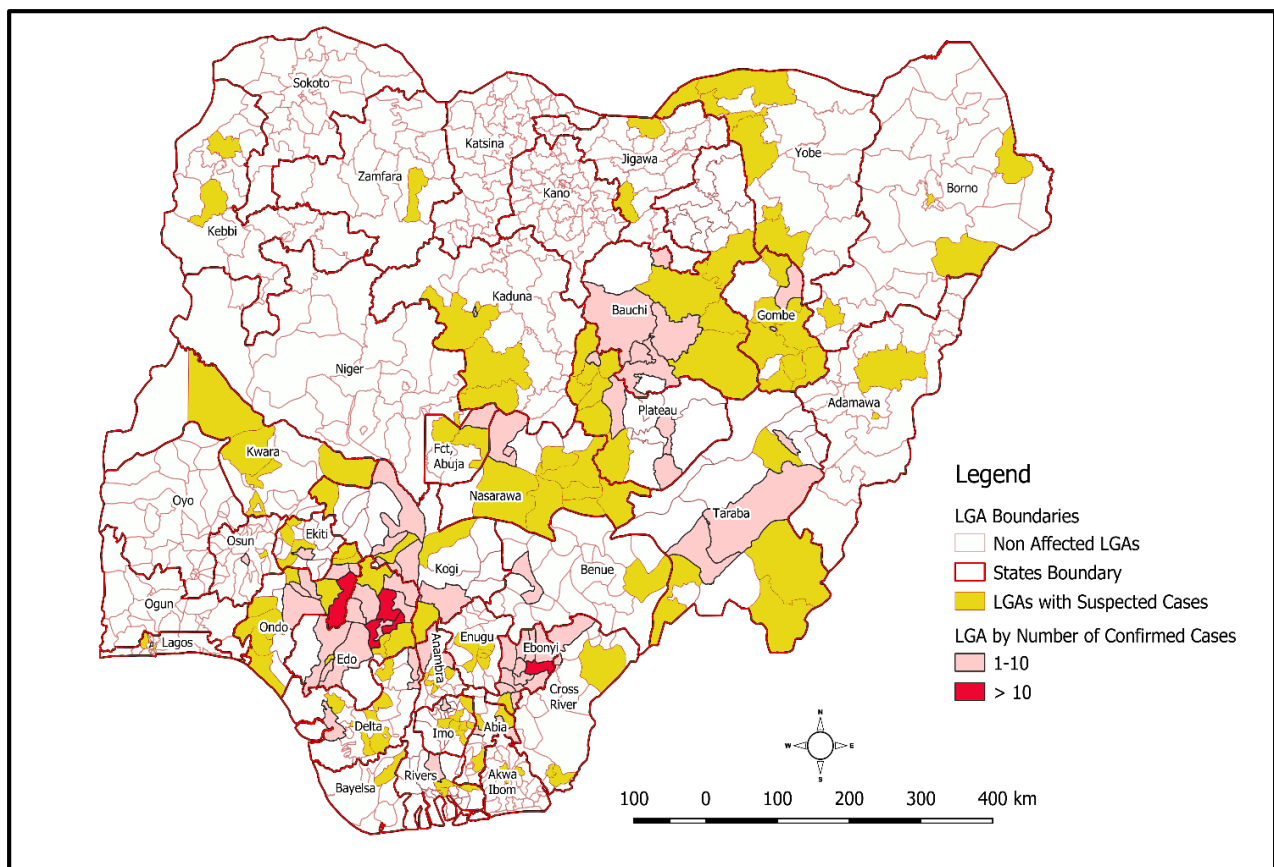 Sokoto
Katsina
Jigawa
Yobe
Zamfara
Kano
Borno
Kebbi
Kaduna
Bauchi
Gombe
Niger
Adamawa
Plateau
Fct,
Abuja
Kwara
Nasarawa
Oyo
Taraba
Ekiti
Osun
Kogi
Benue
Ogun
Ondo
Lagos
Edo
Anambra
Enugu
Ebonyi
Cross
River
Delta
Imo
Abia
Bayelsa
Rivers
Akwa
Ibom
Legend
LGA Boundaries
Non Affected LGAs
States Boundary
LGAs with Suspected Cases
LGA by Number of Confirmed Cases
1-10
> 10
N
W
E
S
100 0 100 200 300 400 km